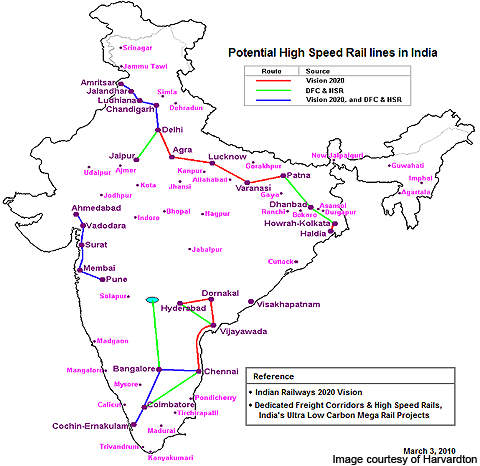 Potential High Speed Rail lines in India
Route Source
Vision 2020
DFC & HSR
Vision 2020, and DFC & HSR
Srinagar
Jammu Tawi
Amritsar
Jalandhar
Ludhiana
Chandigarh
Simla
Dehradun
Delhi
Jaipur
Agra
Lucknow
Gorakhpur
New Jalpaiguri
Guwahati
Imphal
Agartala
Udaipur
Ajmer
Kanpur
Allahabad
Varanasi
Patna
Gaya
Kota
Jhansi
Jodhpur
Dhanbad
Asansol
Ranchi
Bokaro
Durgapur
Howrah-Kolkata
Haldia
Ahmedabad
Vadodara
Indore
Bhopal
Nagpur
Surat
Jabalpur
Cuttack
Membai
Pune
Solapur
Dornakal
Hyderabad
Visakhapatnam
Vijayawada
Madgaon
Mangalore
Bangalore
Chennai
Mysore
Pondicherry
Calicut
Coimbatore
Tirchirapalli
Cochin-Ernakulam
Madurai
Trivandrum
Kanyakumari
Reference
• Indian Railways 2020 Vision
• Dedicated Freight Corridors & High Speed Rails,
India's Ultra Low Carbon Mega Rail Projects
March 3, 2010
Image courtesy of Harvardton